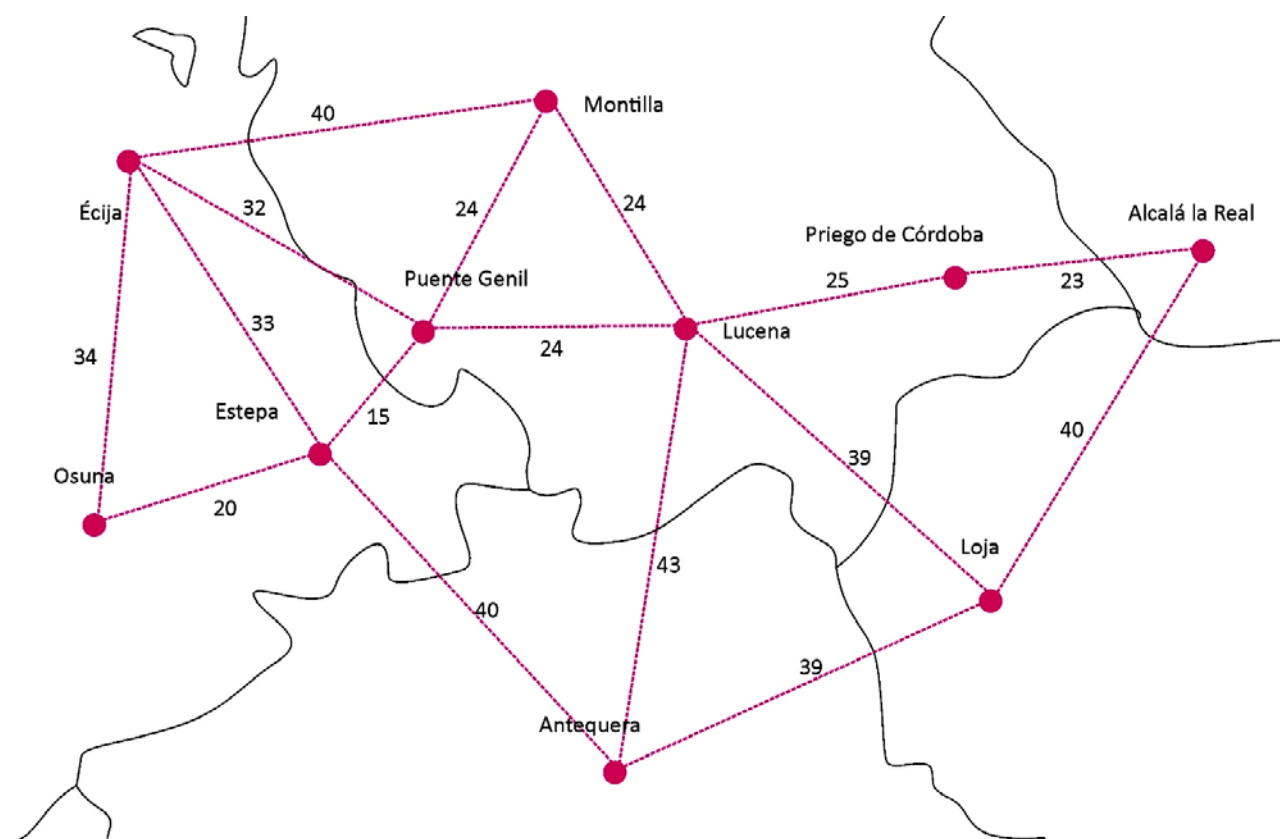 40
Montilla
Écija
32
24
24
Alcalá la Real
Priego de Córdoba
Puente Genil
25
23
33
Lucena
24
34
15
Estepa
40
39
Osuna
20
Loja
43
40
39
Antequera